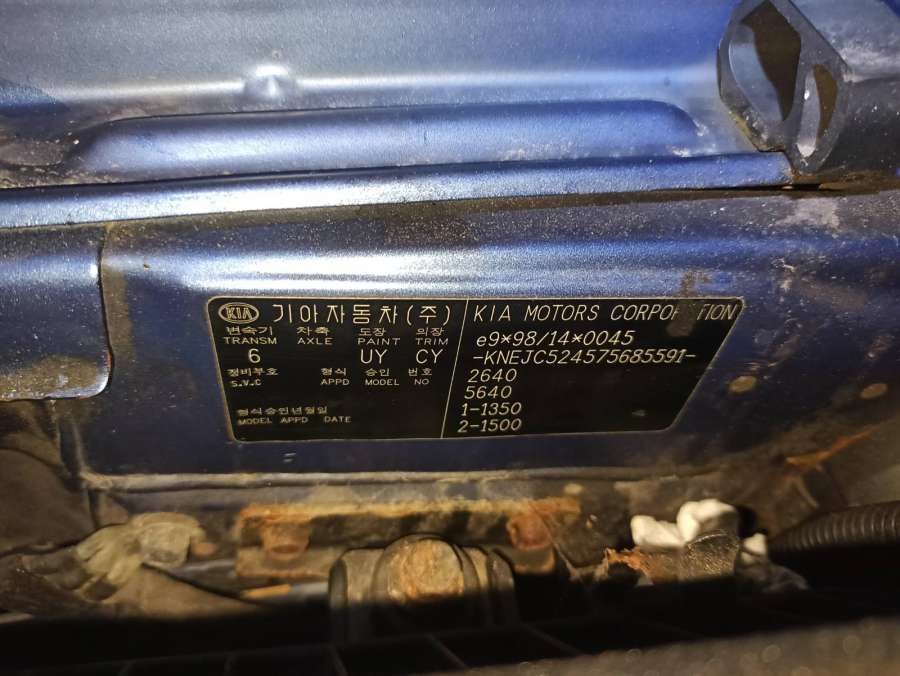 KIA 기아자동차(주)
변속기 차축 도장 의장
TRANSM AXLE PAINT TRIM
6 UY CY
정비부호 형식 승인 번호
S.V.C APPD MODEL NO
형식승인년월일
MODEL APPD DATE
KIA MOTORS CORPORATION
e9*98/14*0045
-KNEJC524575685591-
2640
5640
1-1350
2-1500